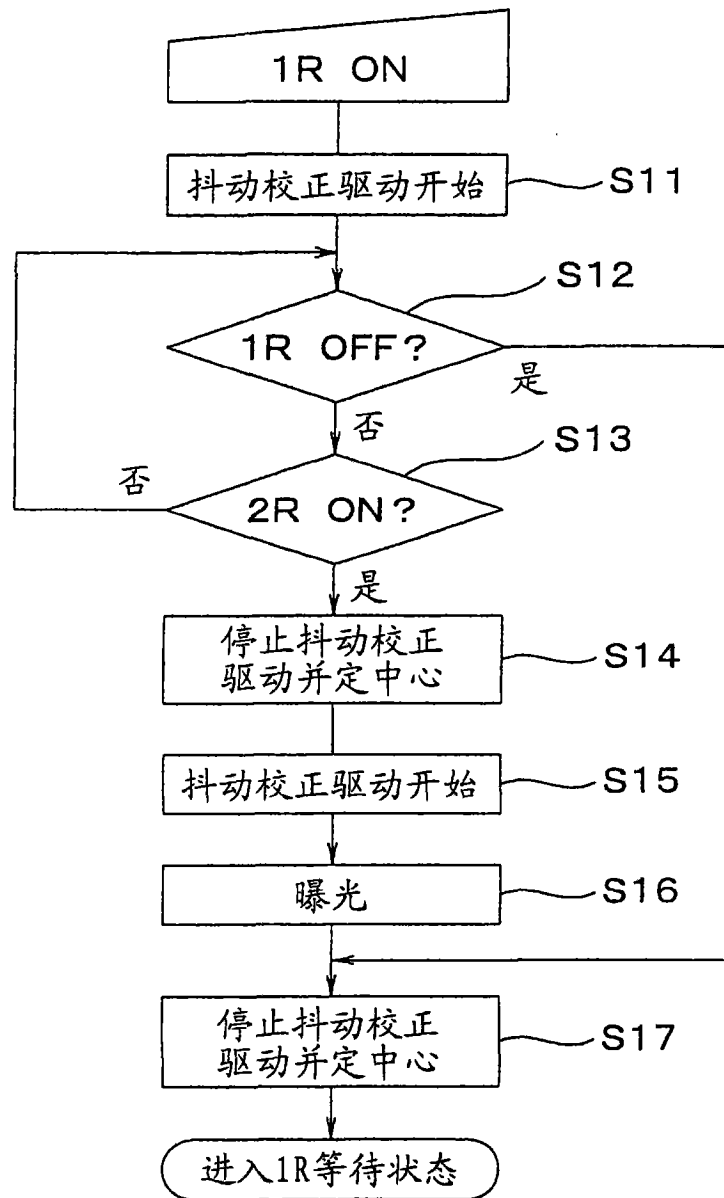 1R ON
抖动校正驱动开始
S11
S12
1R OFF?
是
否
S13
否
2R ON?
是
停止抖动校正
驱动并定中心
S14
抖动校正驱动开始
S15
曝光
S16
停止抖动校正
驱动并定中心
S17
进入1R等待状态